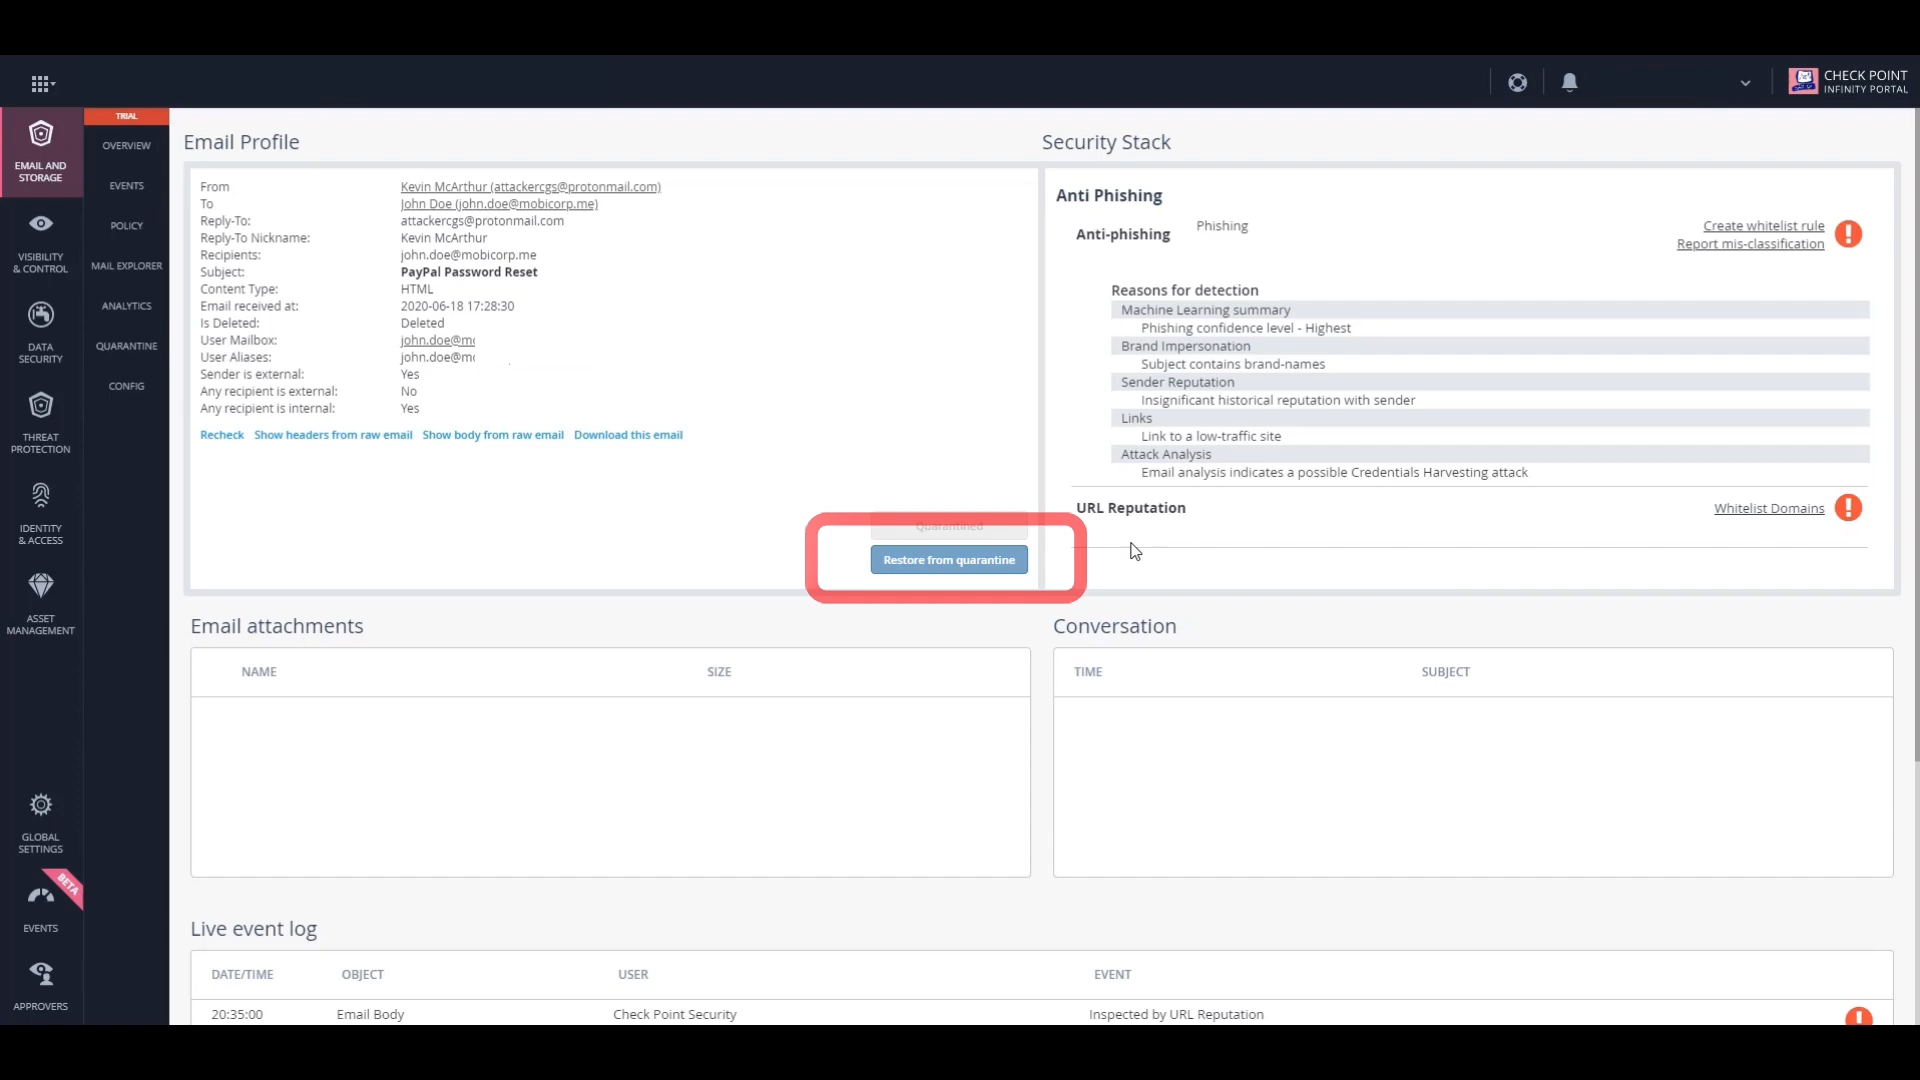 CHECK POINT
INFINITY PORTAL
EMAIL AND
STORAGE
VISIBILITY
& CONTROL
DATA
SECURITY
THREAT
PROTECTION
IDENTITY
& ACCESS
ASSET
MANAGEMENT
GLOBAL
SETTINGS
BETA
EVENTS
APPROVERS
TRIAL
OVERVIEW
EVENTS
POLICY
MAIL EXPLORER
ANALYTICS
QUARANTINE
CONFIG
Email Profile
From Kevin McArthur (attackercgs@protonmail.com)
To John Doe (john.doe@mobicorp.me)
Reply-To: attackercgs@protonmail.com
Reply-To Nickname: Kevin McArthur
Recipients: john.doe@mobicorp.me
Subject: PayPal Password Reset
Content Type: HTML
Email received at: 2020-06-18 17:28:30
Is Deleted: Deleted
User Mailbox: john.doe@mo
User Aliases: john.doe@mo
Sender is external: Yes
Any recipient is external: No
Any recipient is internal: Yes
Recheck Show headers from raw email Show body from raw email Download this email
Quarantined
Restore from quarantine
Security Stack
Anti Phishing
Anti-phishing Phishing Create whitelist rule
Report mis-classification
Reasons for detection
Machine Learning summary
Phishing confidence level - Highest
Brand Impersonation
Subject contains brand-names
Sender Reputation
Insignificant historical reputation with sender
Links
Link to a low-traffic site
Attack Analysis
Email analysis indicates a possible Credentials Harvesting attack
URL Reputation Whitelist Domains
Email attachments
NAME SIZE
Conversation
TIME SUBJECT
Live event log
DATE/TIME OBJECT USER EVENT
20:35:00 Email Body Check Point Security Inspected by URL Reputation